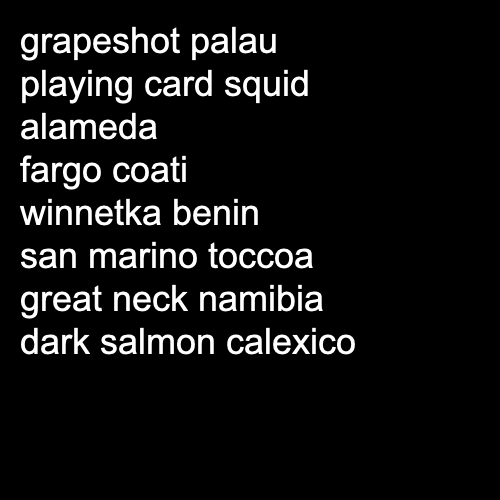 grapeshot palau
playing card squid
alameda
fargo coati
winnetka benin
san marino toccoa
great neck namibia
dark salmon calexico